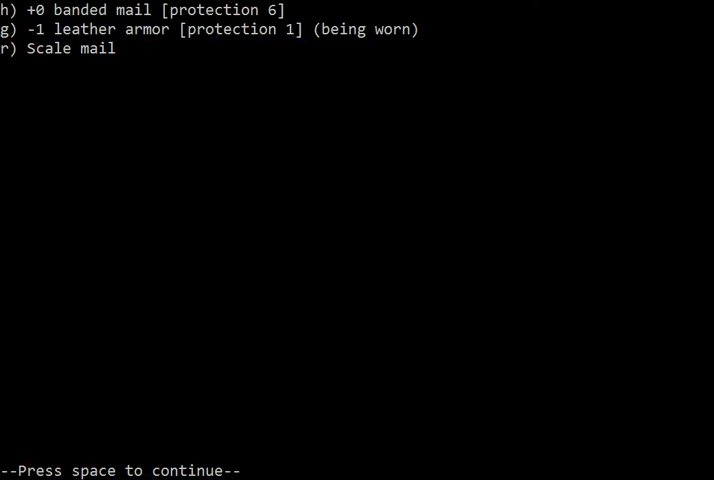 h) +0 banded mail [protection 6]
g) -1 leather armor [protection 1] (being worn)
r) Scale mail
--Press space to continue--